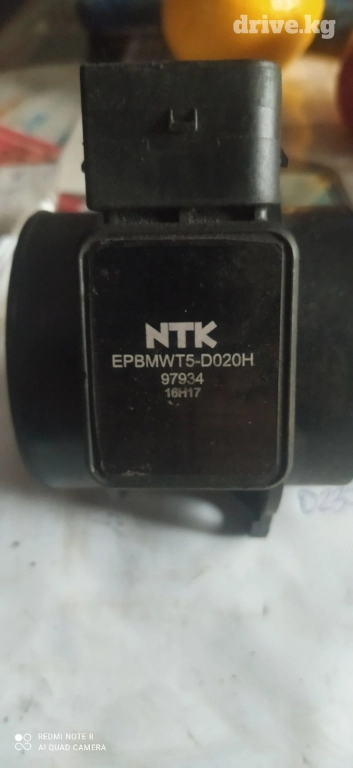 drive.kg
NTK
EPBMWT5-D020H
97934
16H17
REDMI NOTE 8
AI QUAD CAMERA